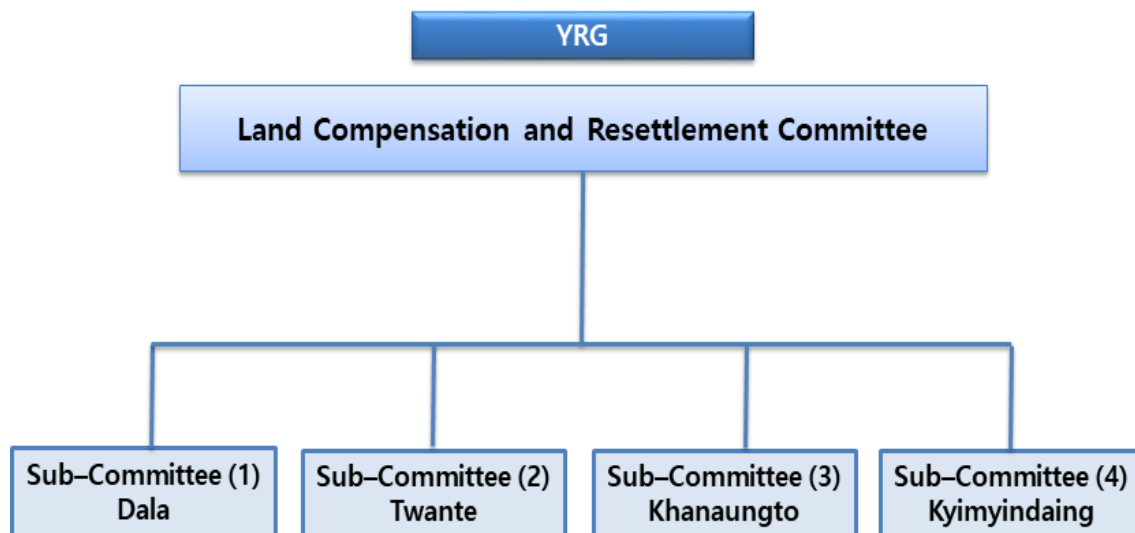 YRG
Land Compensation and Resettlement Committee
Sub–Committee (1)
Dala
Sub–Committee (2)
Twante
Sub–Committee (3)
Khanaungto
Sub–Committee (4)
Kyimyindaing